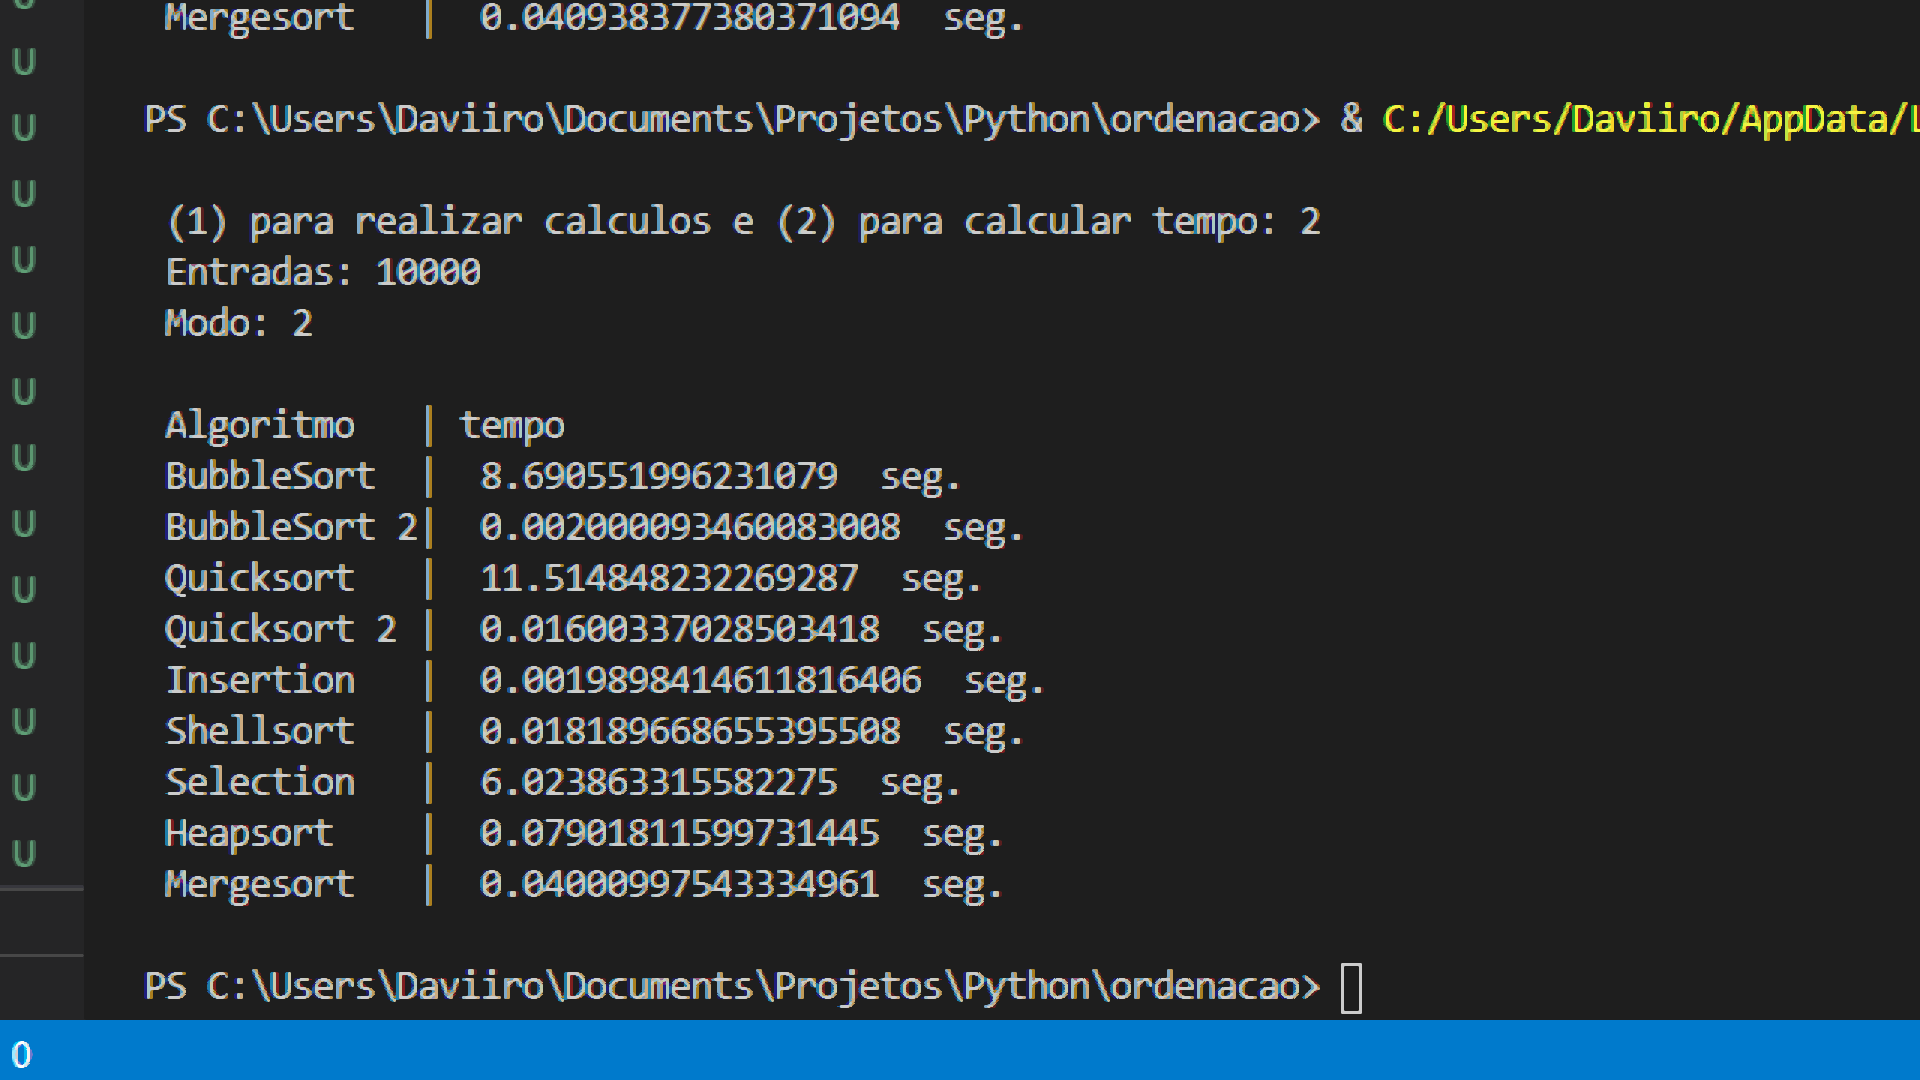 Mergesort | 0.040938377380371094 seg.
PS C:\Users\Daviiro\Documents\Projetos\Python\ordenacao> & C:/Users/Daviiro/AppData/L
(1) para realizar calculos e (2) para calcular tempo: 2
Entradas: 10000
Modo: 2
Algoritmo | tempo
BubbleSort | 8.690551996231079 seg.
BubbleSort 2| 0.002000093460083008 seg.
Quicksort | 11.514848232269287 seg.
Quicksort 2 | 0.01600337028503418 seg.
Insertion | 0.0019898414611816406 seg.
Shellsort | 0.018189668655395508 seg.
Selection | 6.023863315582275 seg.
Heapsort | 0.07901811599731445 seg.
Mergesort | 0.04000997543334961 seg.
PS C:\Users\Daviiro\Documents\Projetos\Python\ordenacao>
U
U
U
U
U
U
U
U
U
U
U
U
U
0